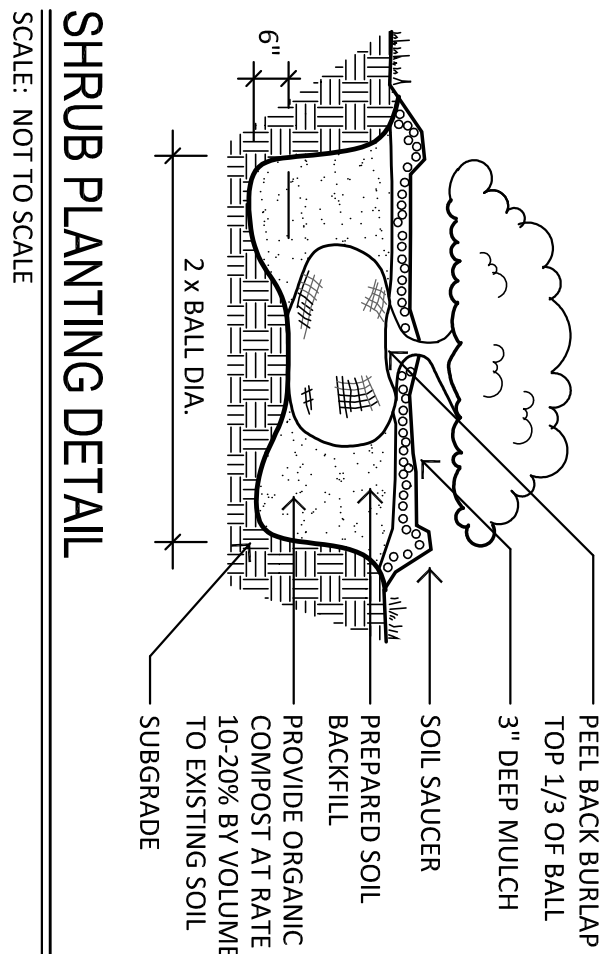 PEEL BACK BURLAP
TOP 1/3 OF BALL
3" DEEP MULCH
SOIL SAUCER
PREPARED SOIL
BACKFILL
PROVIDE ORGANIC
COMPOST AT RATE
10-20% BY VOLUME
TO EXISTING SOIL
SUBGRADE
6"
2 x BALL DIA.
SHRUB PLANTING DETAIL
SCALE: NOT TO SCALE